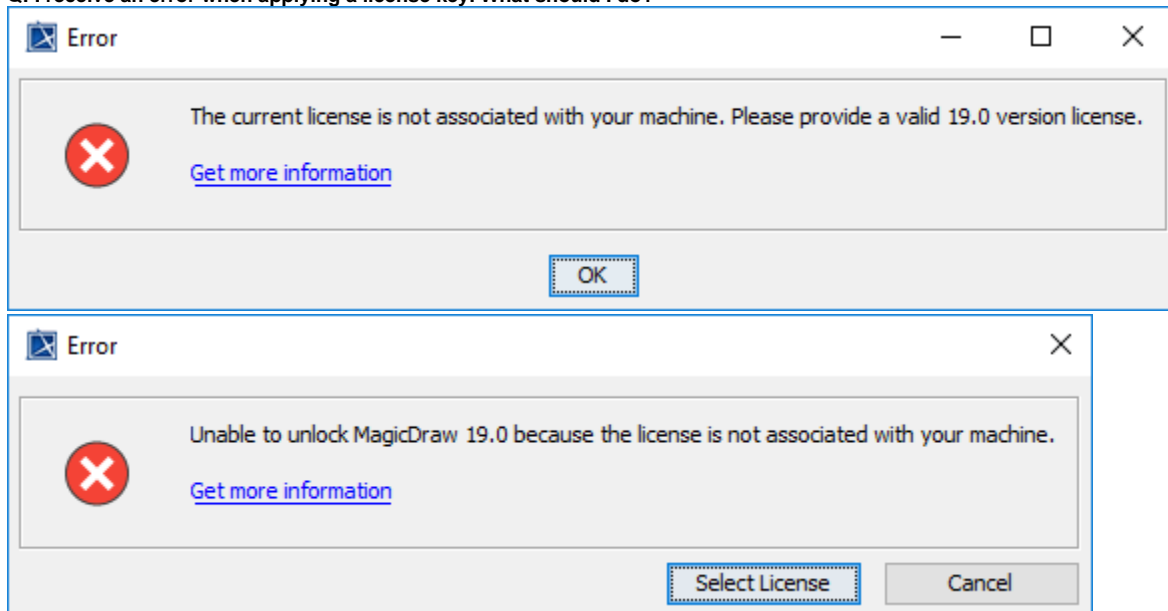 Error
The current license is not associated with your machine. Please provide a valid 19.0 version license.
Get more information
OK
Error
Unable to unlock MagicDraw 19.0 because the license is not associated with your machine.
Get more information
Select License
Cancel